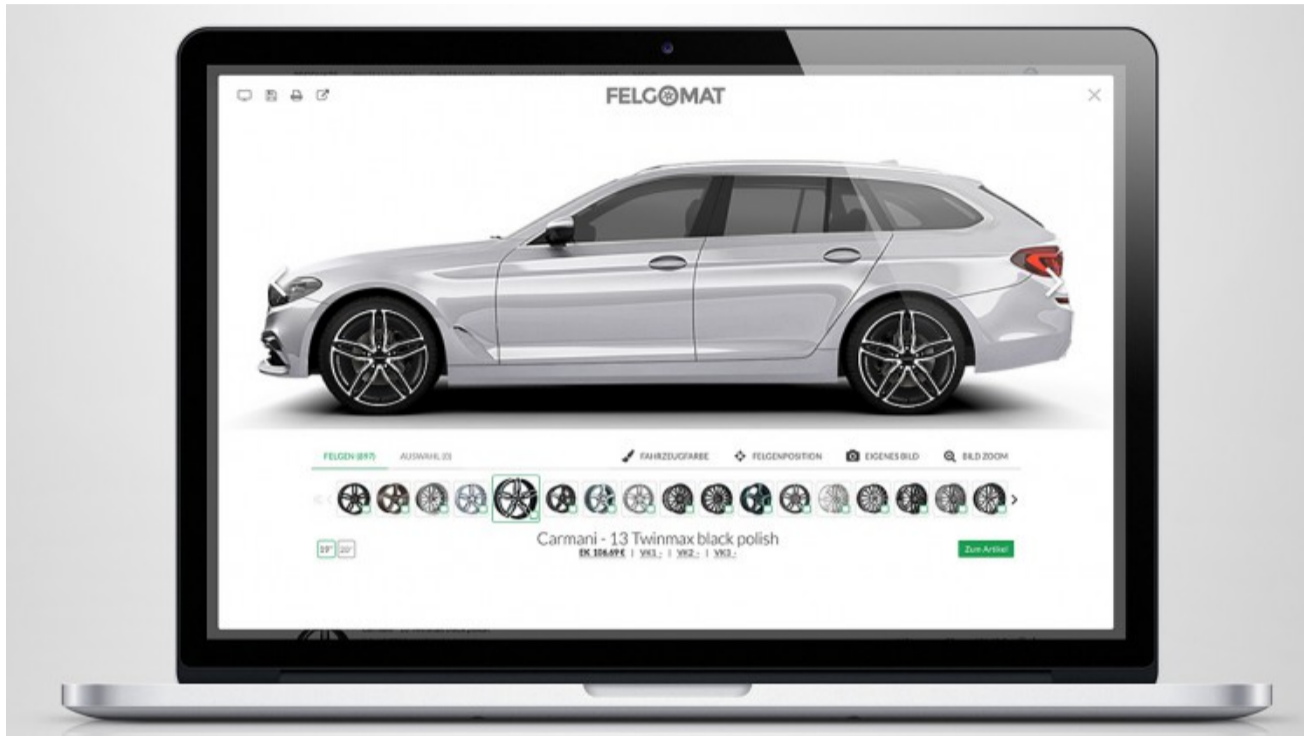 FELGOMAT
FELGEN (897) AUSWAHL (0) FAHRZEUGFARBE FELGENPOSITION EIGENES BILD BILD ZOOM
19" 20"
Carmani - 13 Twinmax black polish
EK 106.69 € | VK1 - | VK2 - | VK3 -
Zum Artikel